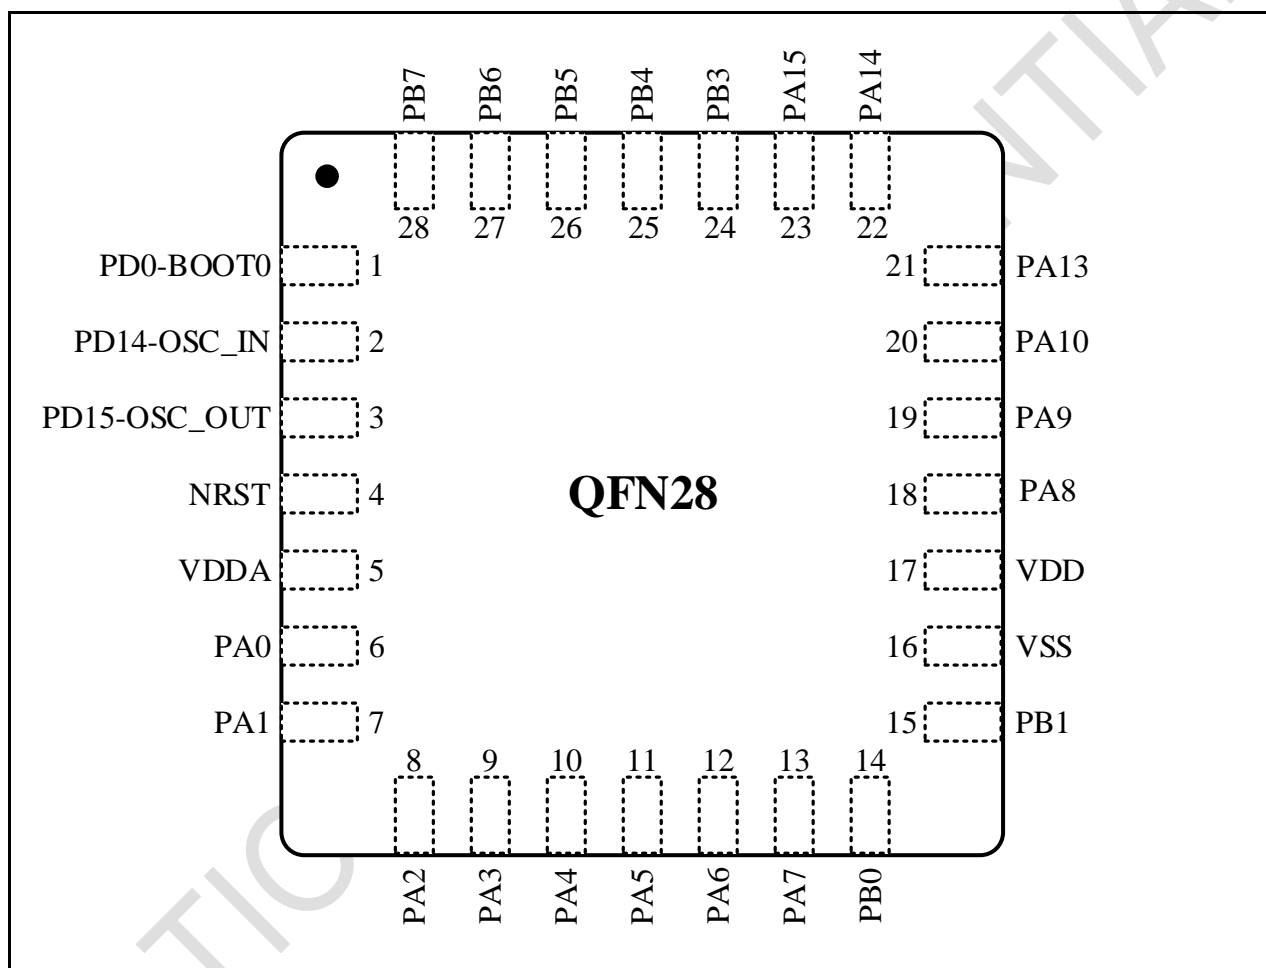 PB7 PB6 PB5 PB4 PB3 PA15 PA14
28 27 26 25 24 23 22
PD0-BOOT0 1 21 PA13
PD14-OSC_IN 2 20 PA10
PD15-OSC_OUT 3 19 PA9
NRST 4 QFN28 18 PA8
VDDA 5 17 VDD
PA0 6 16 VSS
PA1 7 15 PB1
8 9 10 11 12 13 14
PA2 PA3 PA4 PA5 PA6 PA7 PB0